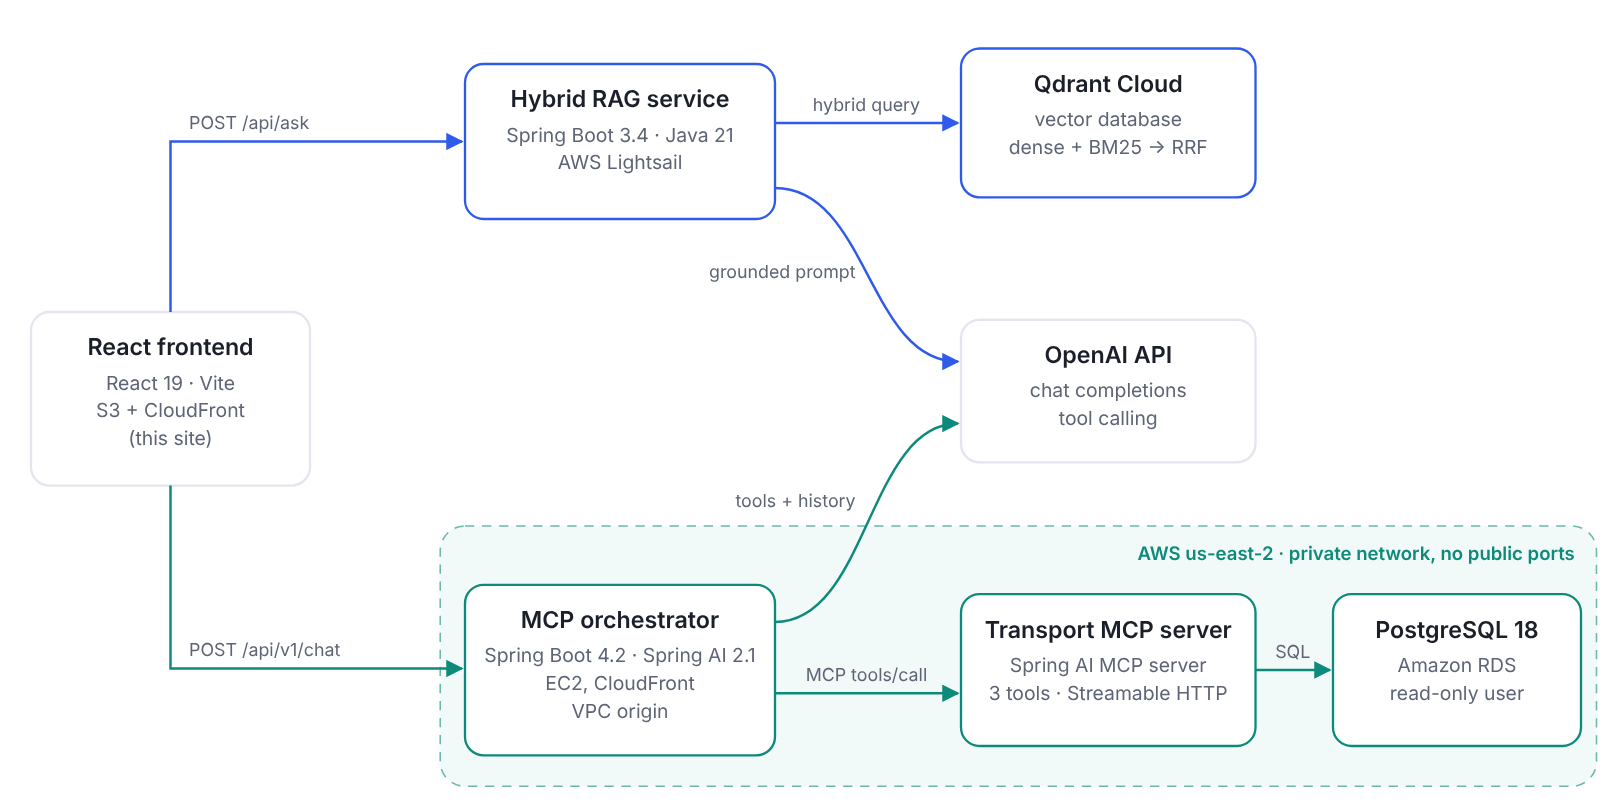 POST /api/ask
Hybrid RAG service
Spring Boot 3.4 · Java 21
AWS Lightsail
hybrid query
Qdrant Cloud
vector database
dense + BM25 → RRF
grounded prompt
React frontend
React 19 · Vite
S3 + CloudFront
(this site)
OpenAI API
chat completions
tool calling
tools + history
AWS us-east-2 · private network, no public ports
POST /api/v1/chat
MCP orchestrator
Spring Boot 4.2 · Spring AI 2.1
EC2, CloudFront
VPC origin
MCP tools/call
Transport MCP server
Spring AI MCP server
3 tools · Streamable HTTP
SQL
PostgreSQL 18
Amazon RDS
read-only user